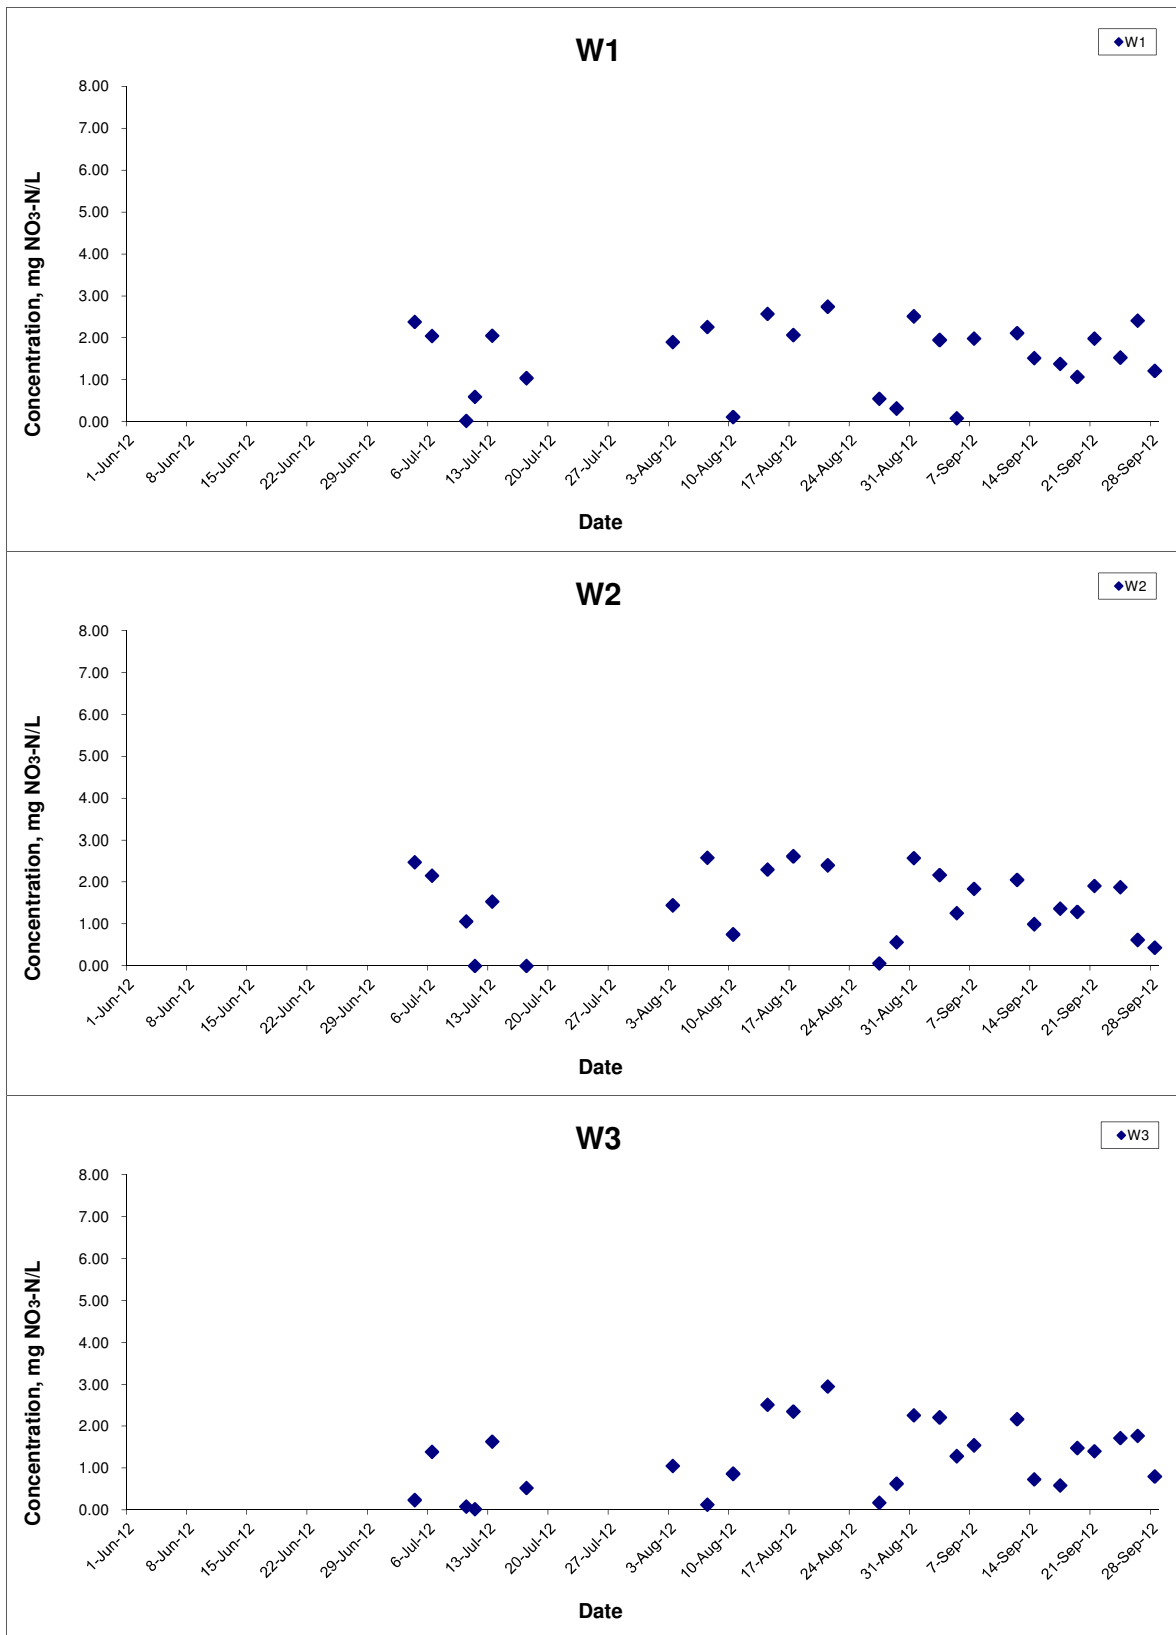 W1
W1
8.00
7.00
6.00
5.00
4.00
3.00
2.00
1.00
0.00
Concentration, mg NO3-N/L
1-Jun-12
8-Jun-12
15-Jun-12
22-Jun-12
29-Jun-12
6-Jul-12
13-Jul-12
20-Jul-12
27-Jul-12
3-Aug-12
10-Aug-12
17-Aug-12
24-Aug-12
31-Aug-12
7-Sep-12
14-Sep-12
21-Sep-12
28-Sep-12
Date
W2
W2
8.00
7.00
6.00
5.00
4.00
3.00
2.00
1.00
0.00
Concentration, mg NO3-N/L
1-Jun-12
8-Jun-12
15-Jun-12
22-Jun-12
29-Jun-12
6-Jul-12
13-Jul-12
20-Jul-12
27-Jul-12
3-Aug-12
10-Aug-12
17-Aug-12
24-Aug-12
31-Aug-12
7-Sep-12
14-Sep-12
21-Sep-12
28-Sep-12
Date
W3
W3
8.00
7.00
6.00
5.00
4.00
3.00
2.00
1.00
0.00
Concentration, mg NO3-N/L
1-Jun-12
8-Jun-12
15-Jun-12
22-Jun-12
29-Jun-12
6-Jul-12
13-Jul-12
20-Jul-12
27-Jul-12
3-Aug-12
10-Aug-12
17-Aug-12
24-Aug-12
31-Aug-12
7-Sep-12
14-Sep-12
21-Sep-12
28-Sep-12
Date